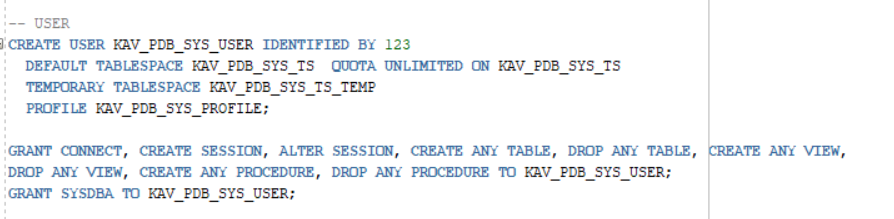 -- USER
CREATE USER KAV_PDB_SYS_USER IDENTIFIED BY 123
DEFAULT TABLESPACE KAV_PDB_SYS_TS QUOTA UNLIMITED ON KAV_PDB_SYS_TS
TEMPORARY TABLESPACE KAV_PDB_SYS_TS_TEMP
PROFILE KAV_PDB_SYS_PROFILE;
GRANT CONNECT, CREATE SESSION, ALTER SESSION, CREATE ANY TABLE, DROP ANY TABLE, CREATE ANY VIEW,
DROP ANY VIEW, CREATE ANY PROCEDURE, DROP ANY PROCEDURE TO KAV_PDB_SYS_USER;
GRANT SYSDBA TO KAV_PDB_SYS_USER;